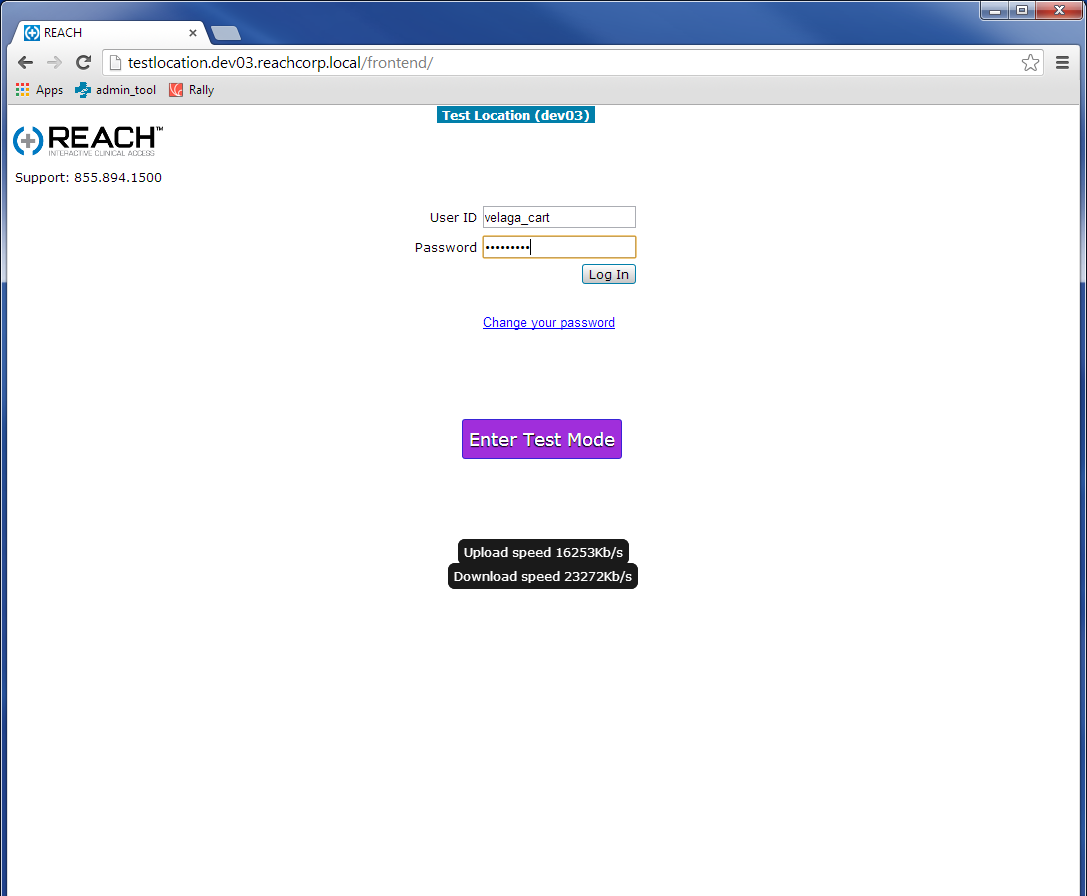 REACH
testlocation.dev03.reachcorp.local/frontend/
Apps admin_tool Rally
Test Location (dev03)
REACH™
INTERACTIVE CLINICAL ACCESS
Support: 855.894.1500
User ID velaga_cart
Password •••••••••
Log In
Change your password
Enter Test Mode
Upload speed 16253Kb/s
Download speed 23272Kb/s